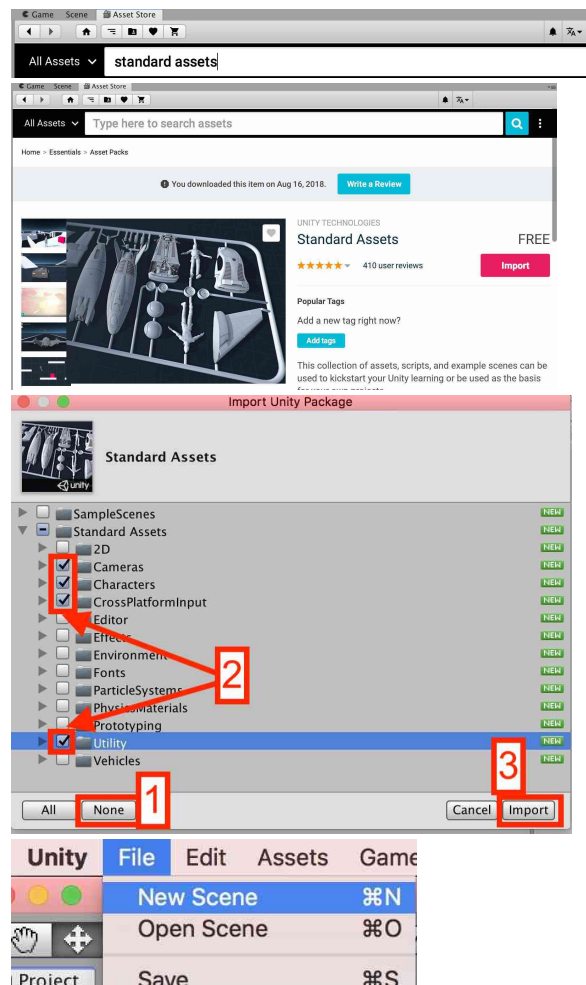 Game Scene Asset Store
All Assets standard assets
Game Scene Asset Store
All Assets Type here to search assets
Home > Essentials > Asset Packs
You downloaded this item on Aug 16, 2018. Write a Review
UNITY TECHNOLOGIES
Standard Assets FREE
410 user reviews Import
Popular Tags
Add a new tag right now?
Add tags
This collection of assets, scripts, and example scenes can be
used to kickstart your Unity learning or be used as the basis
for your own projects
Import Unity Package
Standard Assets
unity
SampleScenes NEW
Standard Assets NEW
2D NEW
Cameras NEW
Characters NEW
CrossPlatformInput NEW
Editor NEW
Effects NEW
Environment NEW
Fonts NEW
2
ParticleSystems NEW
PhysicsMaterials NEW
Prototyping NEW
Utility NEW
Vehicles NEW
1
3
All None Cancel Import
Unity File Edit Assets Game
New Scene ⌘N
Open Scene ⌘O
Project Save ⌘S